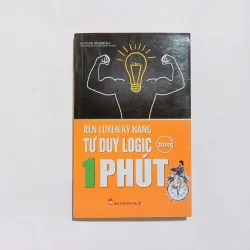 RÈN LUYỆN KỸ NĂNG
TƯ DUY LOGIC
trong
1 PHÚT